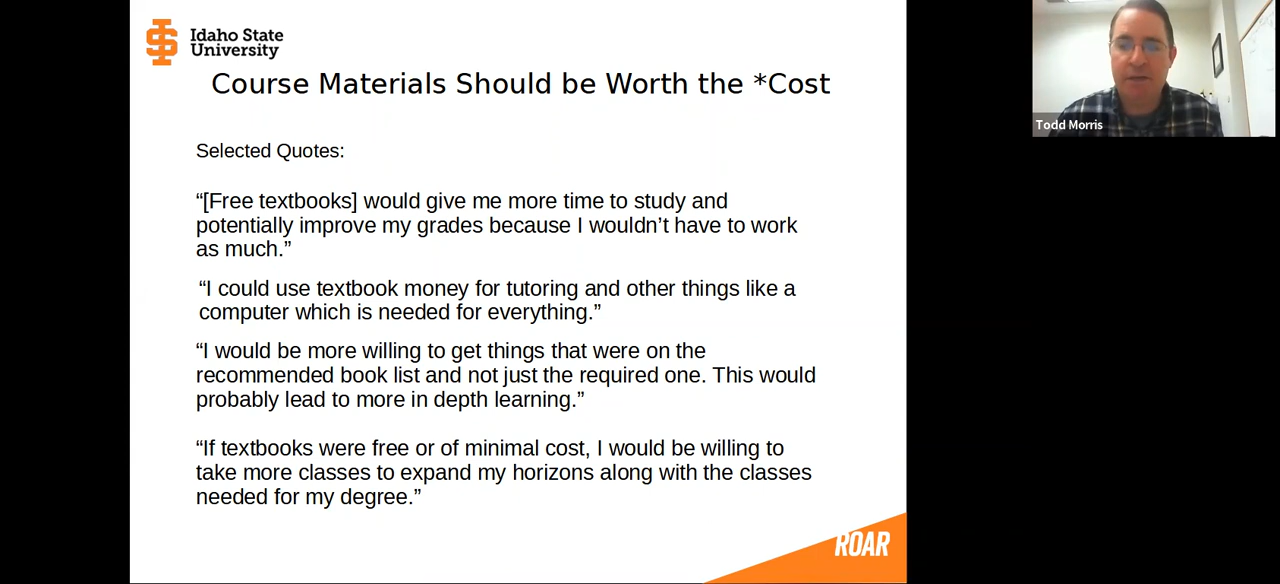 Idaho State
University
Course Materials Should be Worth the *Cost
Selected Quotes:
“[Free textbooks] would give me more time to study and
potentially improve my grades because I wouldn’t have to work
as much.”
“I could use textbook money for tutoring and other things like a
computer which is needed for everything.”
“I would be more willing to get things that were on the
recommended book list and not just the required one. This would
probably lead to more in depth learning.”
“If textbooks were free or of minimal cost, I would be willing to
take more classes to expand my horizons along with the classes
needed for my degree.”
ROAR
Todd Morris